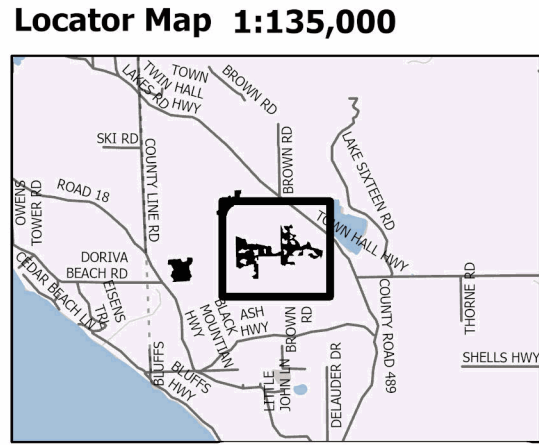 Locator Map 1:135,000
TOWN
TWIN HALL
LAKES RD HWY
BROWN RD
SKI RD
COUNTY LINE RD
BROWN RD
LAKE SIXTEEN RD
OWENS
TOWER RD
ROAD 18
TOWN HALL HWY
DORIVA
BEACH RD
CEDAR BEACH LN
EISENS
TRL
BLACK
MOUNTIAN
HWY
ASH
HWY
BROWN
RD
COUNTY ROAD 489
THORNE RD
BLUFFS
BLUFFS
HWY
LITTLE
JOHN LN
DELAUDER DR
SHELLS HWY